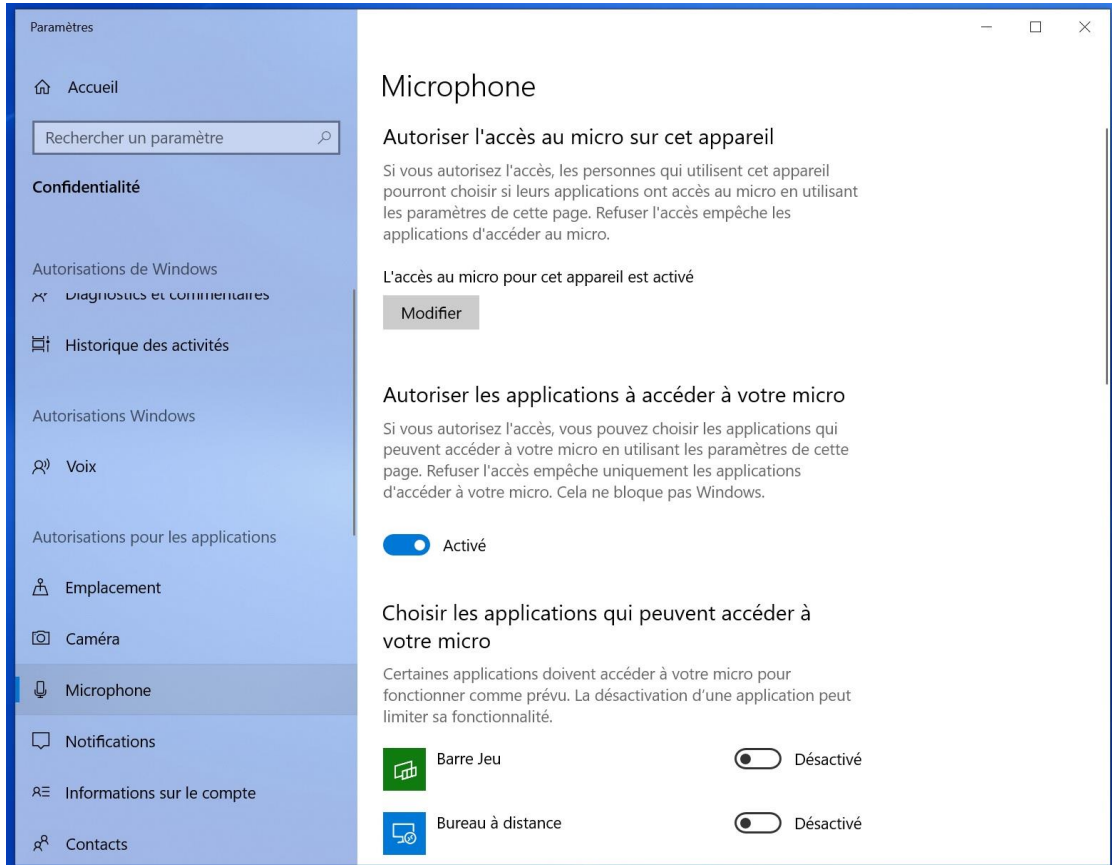 Paramètres
Accueil
Rechercher un paramètre
Confidentialité
Autorisations de Windows
Diagnostics et commentaires
Historique des activités
Autorisations Windows
Voix
Autorisations pour les applications
Emplacement
Caméra
Microphone
Notifications
Informations sur le compte
Contacts
Microphone
Autoriser l'accès au micro sur cet appareil
Si vous autorisez l'accès, les personnes qui utilisent cet appareil
pourront choisir si leurs applications ont accès au micro en utilisant
les paramètres de cette page. Refuser l'accès empêche les
applications d'accéder au micro.
L'accès au micro pour cet appareil est activé
Modifier
Autoriser les applications à accéder à votre micro
Si vous autorisez l'accès, vous pouvez choisir les applications qui
peuvent accéder à votre micro en utilisant les paramètres de cette
page. Refuser l'accès empêche uniquement les applications
d'accéder à votre micro. Cela ne bloque pas Windows.
Activé
Choisir les applications qui peuvent accéder à
votre micro
Certaines applications doivent accéder à votre micro pour
fonctionner comme prévu. La désactivation d'une application peut
limiter sa fonctionnalité.
Barre Jeu Désactivé
Bureau à distance Désactivé